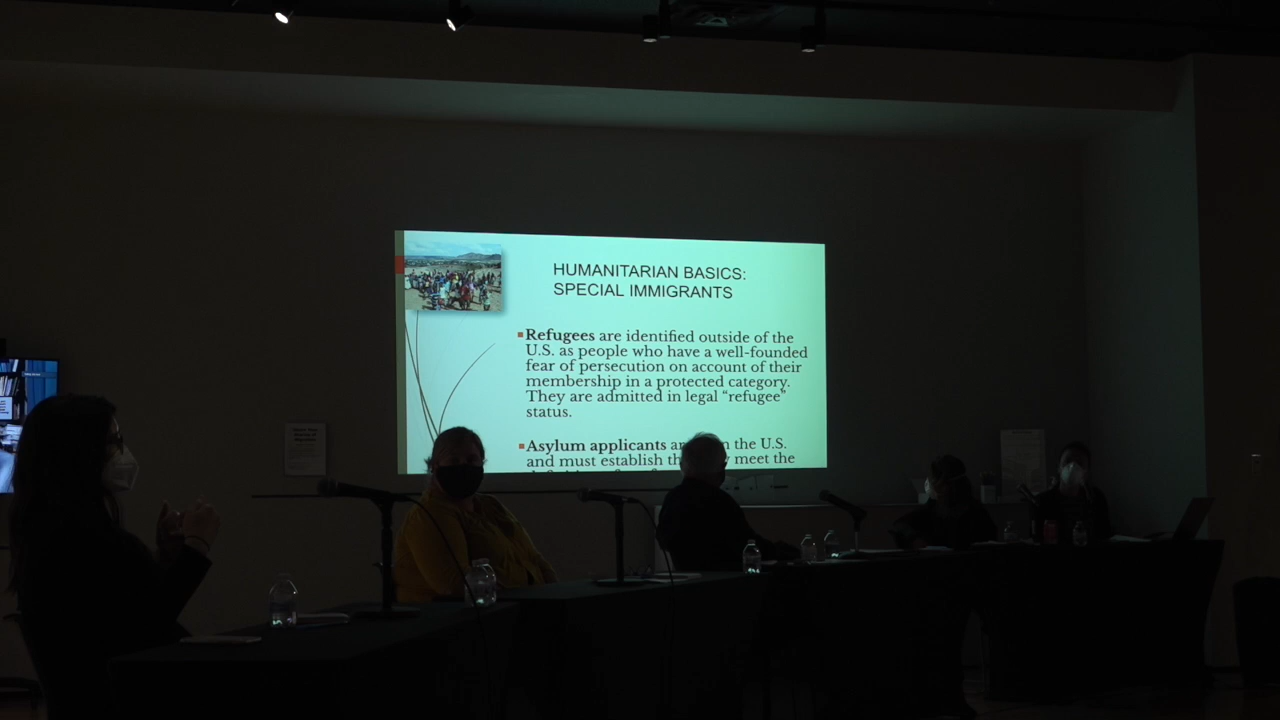 HUMANITARIAN BASICS:
SPECIAL IMMIGRANTS
Refugees are identified outside of the
U.S. as people who have a well-founded
fear of persecution on account of their
membership in a protected category.
They are admitted in legal “refugee”
status.
Asylum applicants the U.S.
and must establish meet the